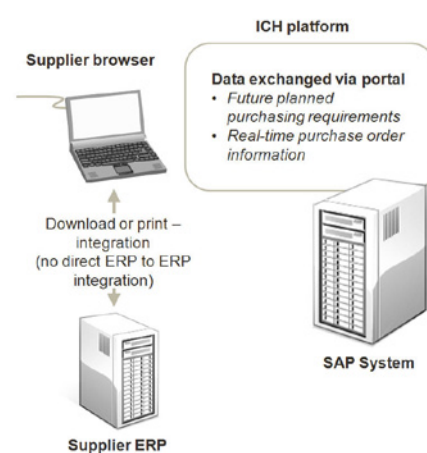 ICH platform
Supplier browser
Data exchanged via portal
• Future planned
purchasing requirements
• Real-time purchase order
information
Download or print –
integration
(no direct ERP to ERP
integration)
SAP System
Supplier ERP